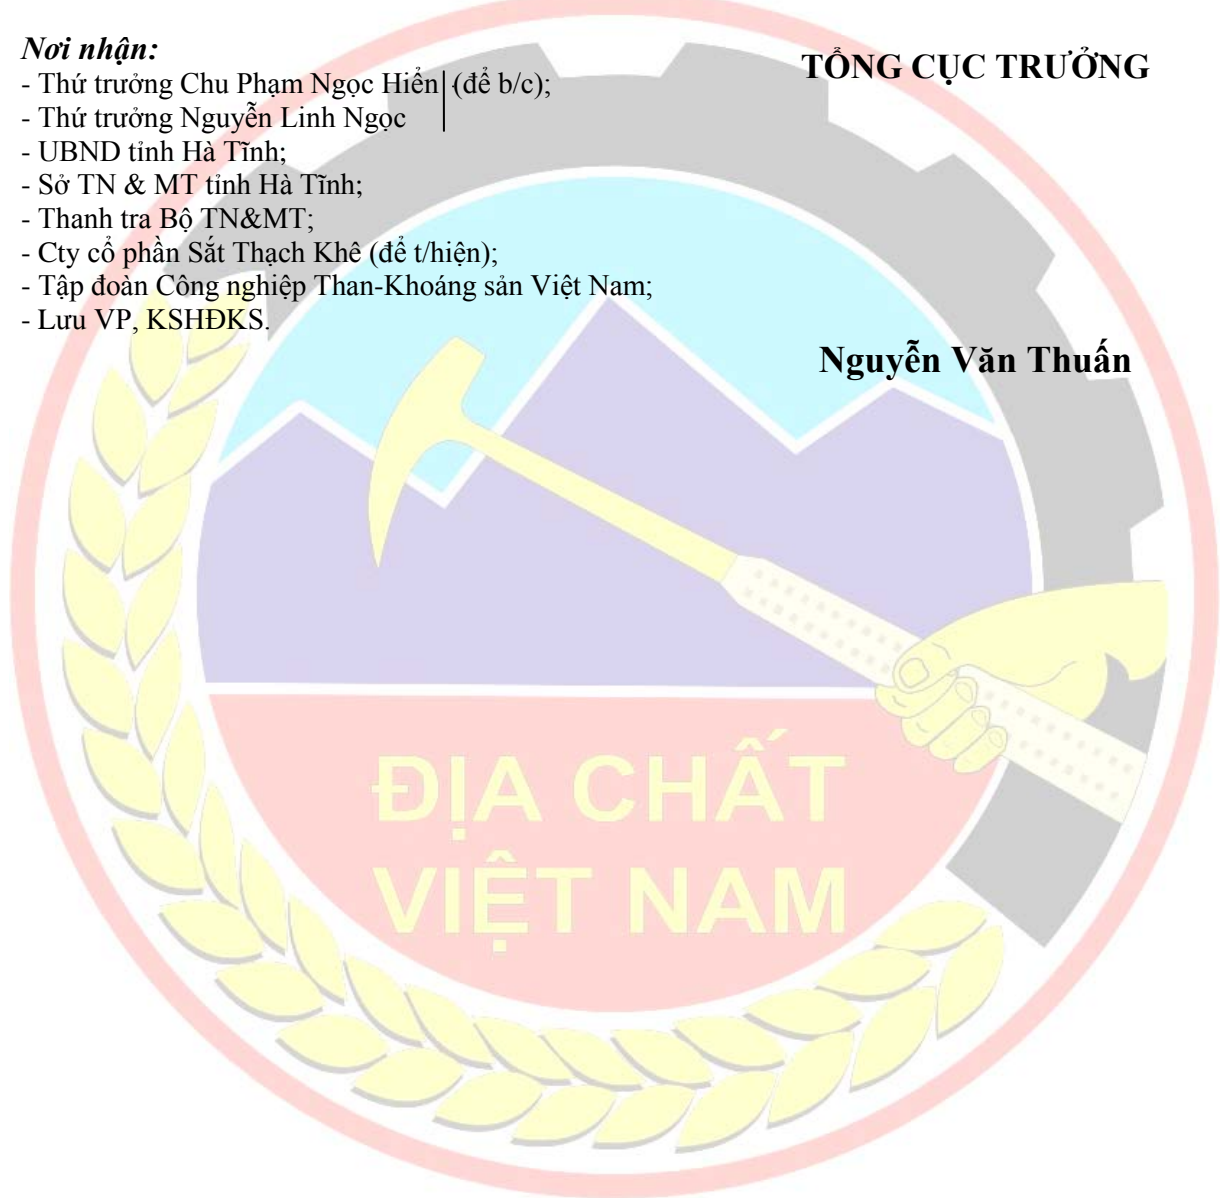 Nơi nhận:
- Thứ trưởng Chu Phạm Ngọc Hiển (để b/c);
- Thứ trưởng Nguyễn Linh Ngọc
- UBND tỉnh Hà Tĩnh;
- Sở TN & MT tỉnh Hà Tĩnh;
- Thanh tra Bộ TN&MT;
- Cty cổ phần Sắt Thạch Khê (để t/hiện);
- Tập đoàn Công nghiệp Than-Khoáng sản Việt Nam;
- Lưu VP, KSHĐKS.
TỔNG CỤC TRƯỞNG
Nguyễn Văn Thuấn
ĐỊA CHẤT
VIỆT NAM